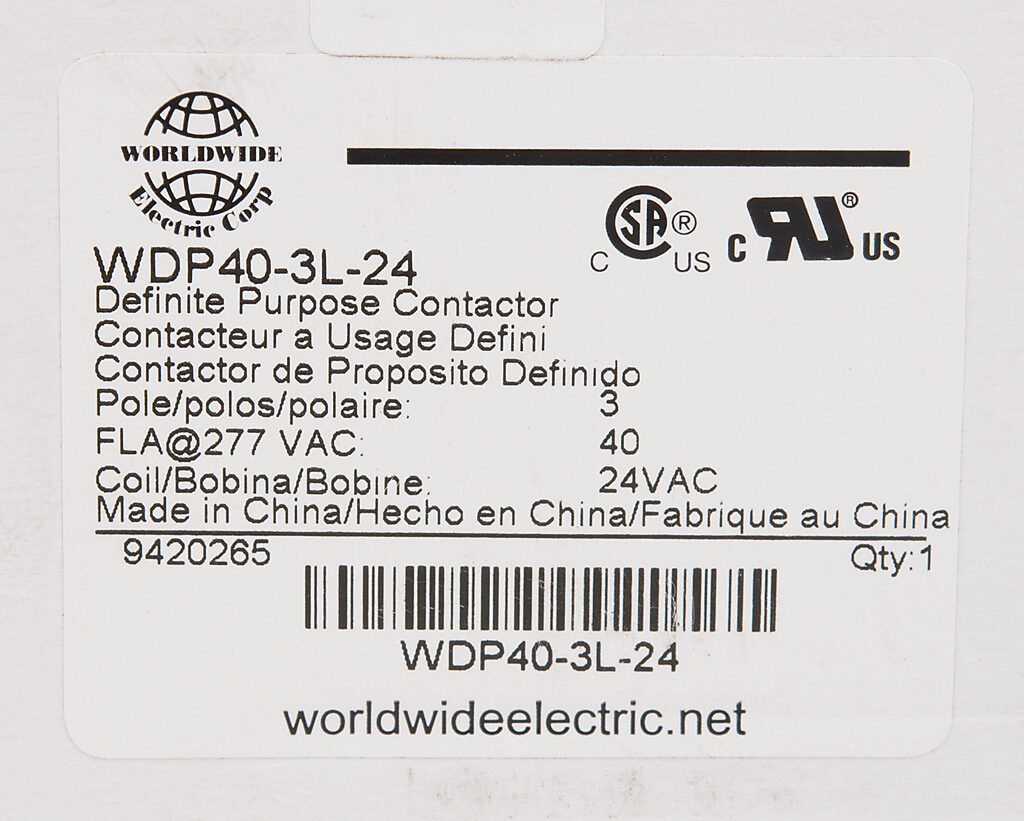 WORLDWIDE
Electric Corp
C SA ® US
C RU ® US
WDP40-3L-24
Definite Purpose Contactor
Contacteur a Usage Defini
Contactor de Proposito Definido
Pole/polos/polaire: 3
FLA@277 VAC: 40
Coil/Bobina/Bobine: 24VAC
Made in China/Hecho en China/Fabrique au China
9420265 Qty:1
WDP40-3L-24
worldwideelectric.net